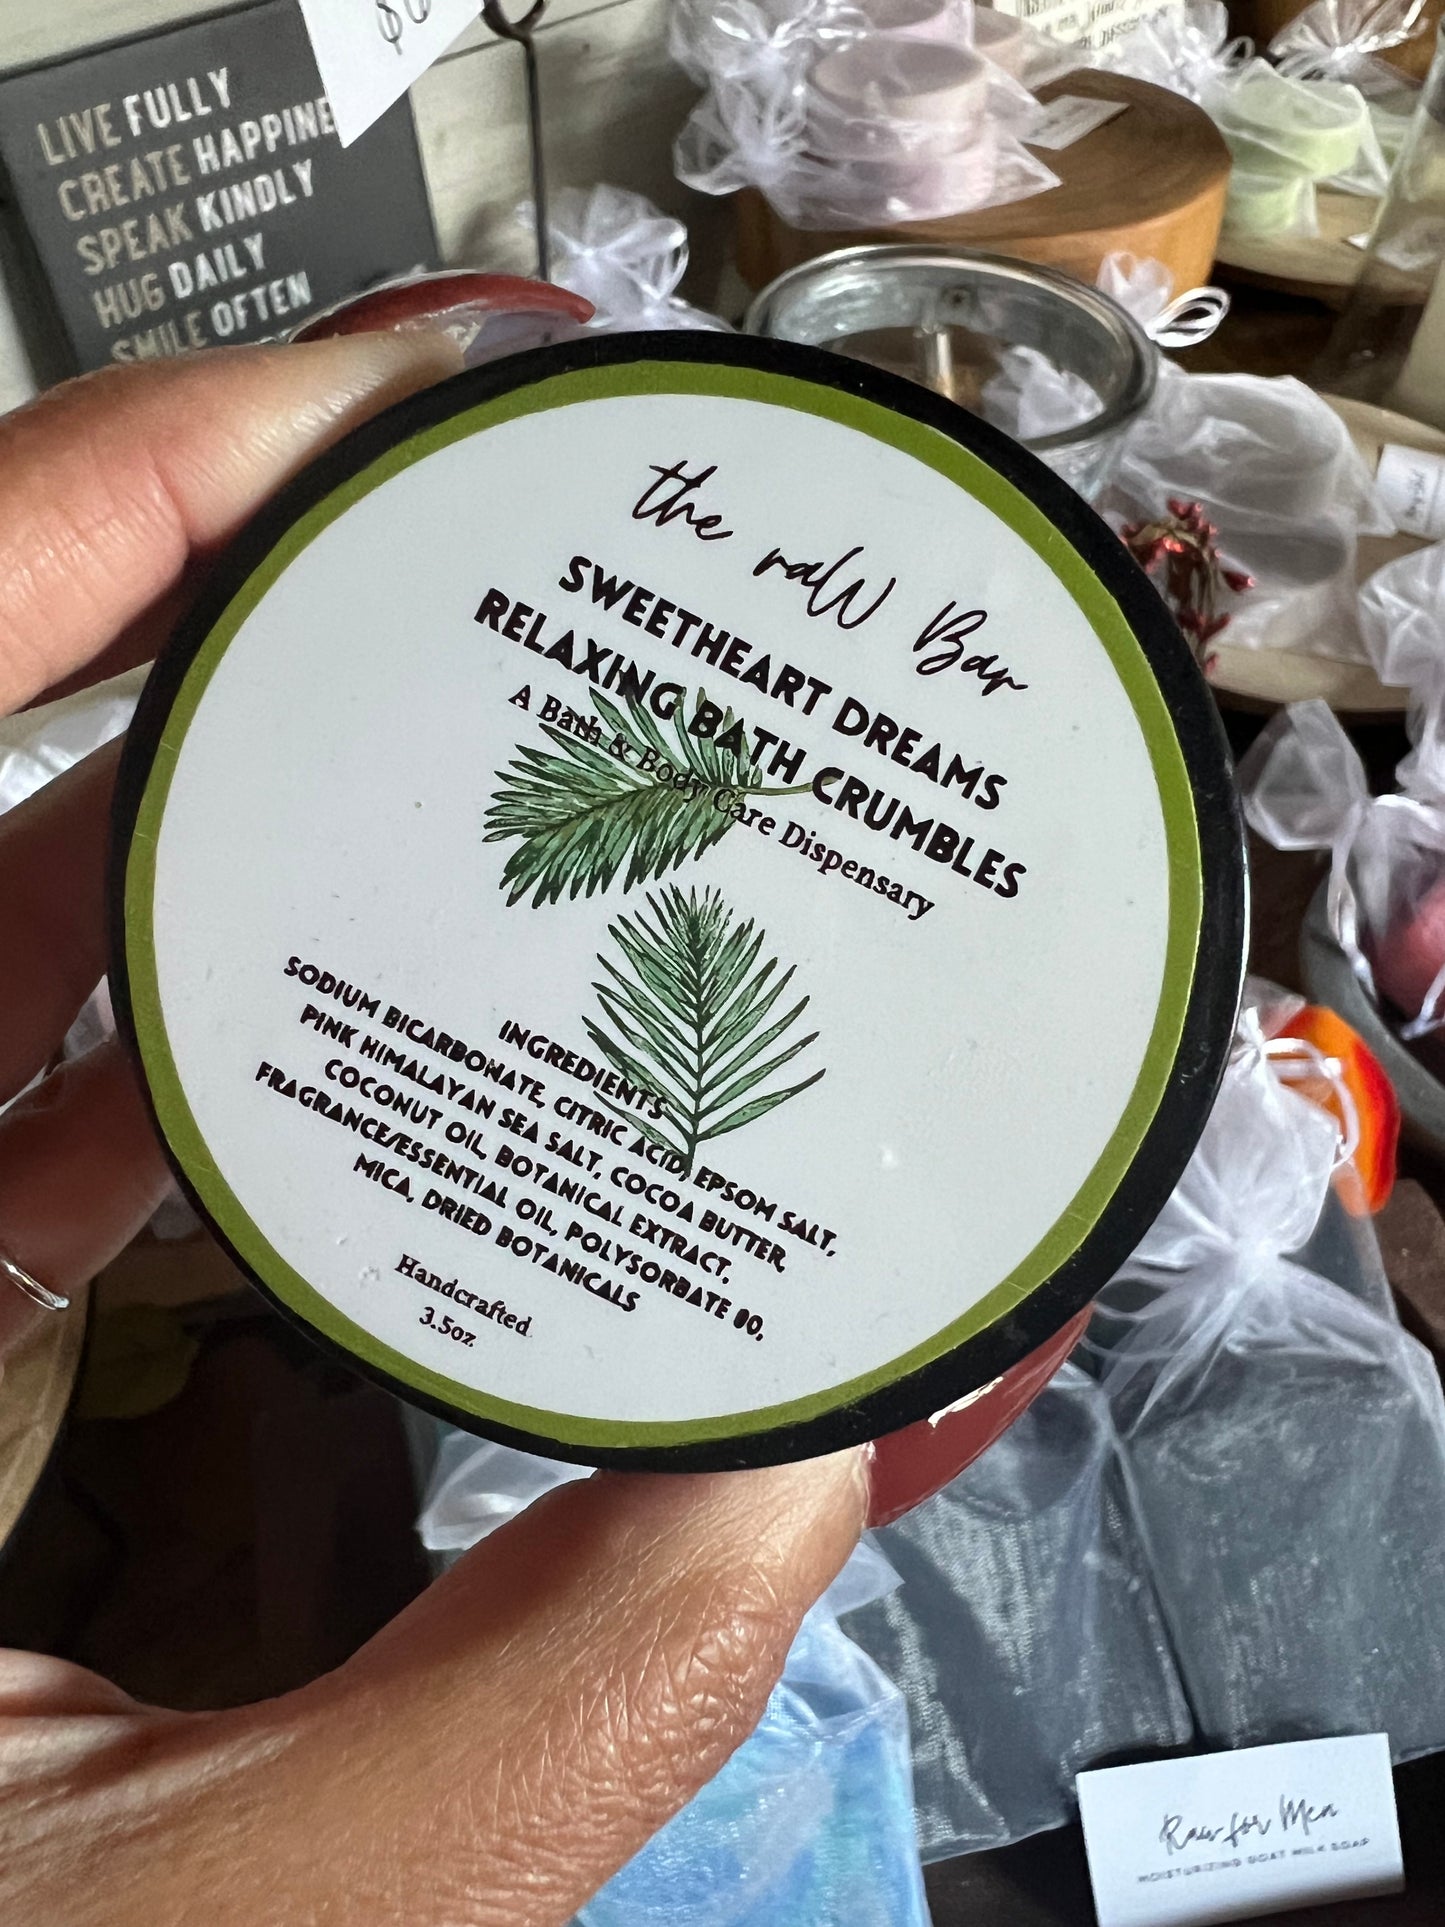 LIVE FULLY
CREATE HAPPINE
SPEAK KINDLY
HUG DAILY
SMILE OFTEN
the raW Bar
SWEETHEART DREAMS
RELAXING BATH CRUMBLES
A Bath & Body Care Dispensary
INGREDIENTS
SODIUM BICARBONATE, CITRIC ACID, EPSOM SALT,
PINK HIMALAYAN SEA SALT, COCOA BUTTER,
COCONUT OIL, BOTANICAL EXTRACT,
FRAGRANCE/ESSENTIAL OIL, POLYSORBATE 80,
MICA, DRIED BOTANICALS
Handcrafted
3.5oz
Raw for Men
MOISTURIZING GOAT MILK SOAP